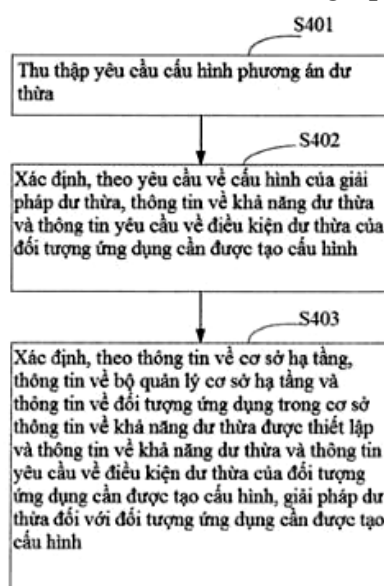 S401
Thu thập yêu cầu cấu hình phương án dư
thừa
S402
Xác định, theo yêu cầu về cấu hình của giải
pháp dư thừa, thông tin về khả năng dư thừa
và thông tin yêu cầu về điều kiện dư thừa của
đối tượng ứng dụng cần được tạo cấu hình
S403
Xác định, theo thông tin về cơ sở hạ tầng,
thông tin về bộ quản lý cơ sở hạ tầng và
thông tin về đối tượng ứng dụng trong cơ sở
thông tin về khả năng dư thừa được thiết lập
và thông tin về khả năng dư thừa và thông tin
yêu cầu về điều kiện dư thừa của đối tượng
ứng dụng cần được tạo cấu hình, giải pháp dư
thừa đối với đối tượng ứng dụng cần được tạo
cấu hình